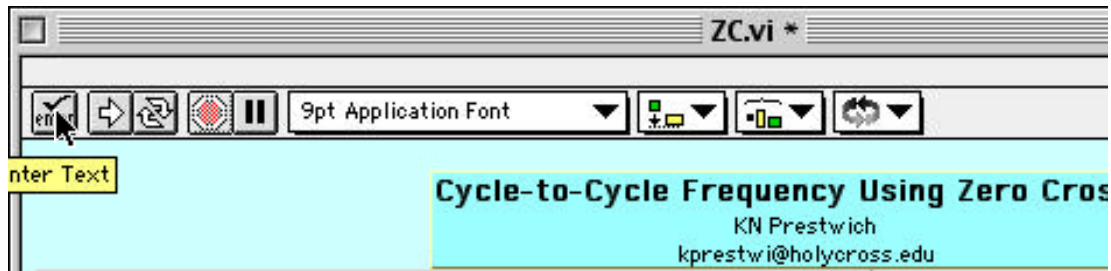 ZC.vi *
enter
9pt Application Font
nter Text
Cycle-to-Cycle Frequency Using Zero Cros
KN Prestwich
kprestwi@holycross.edu